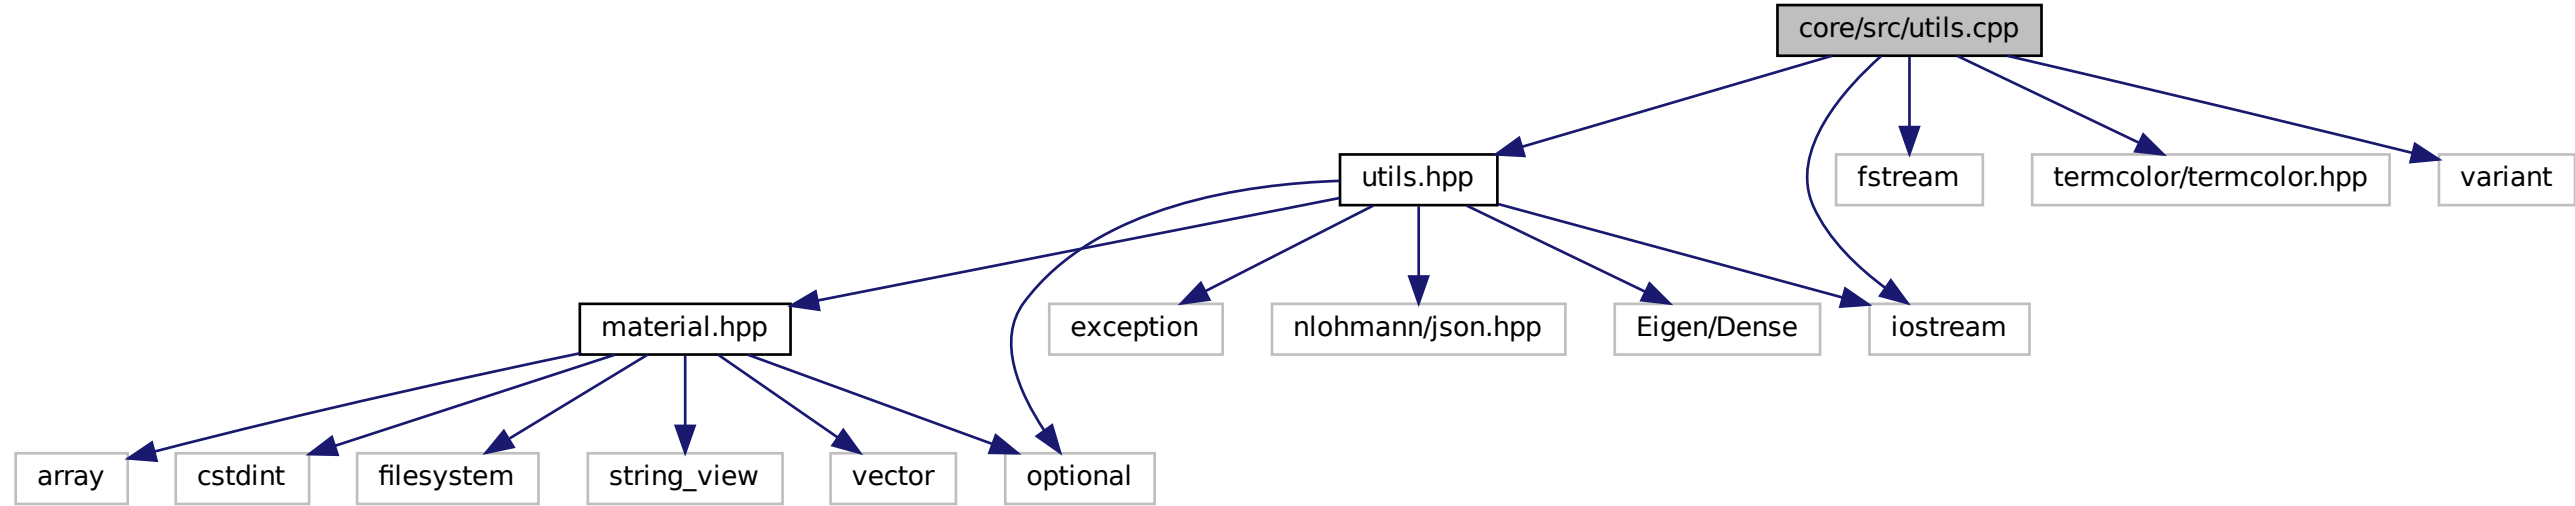 core/src/utils.cpp
utils.hpp
fstream
termcolor/termcolor.hpp
variant
material.hpp
exception
nlohmann/json.hpp
Eigen/Dense
iostream
array
cstdint
filesystem
string_view
vector
optional